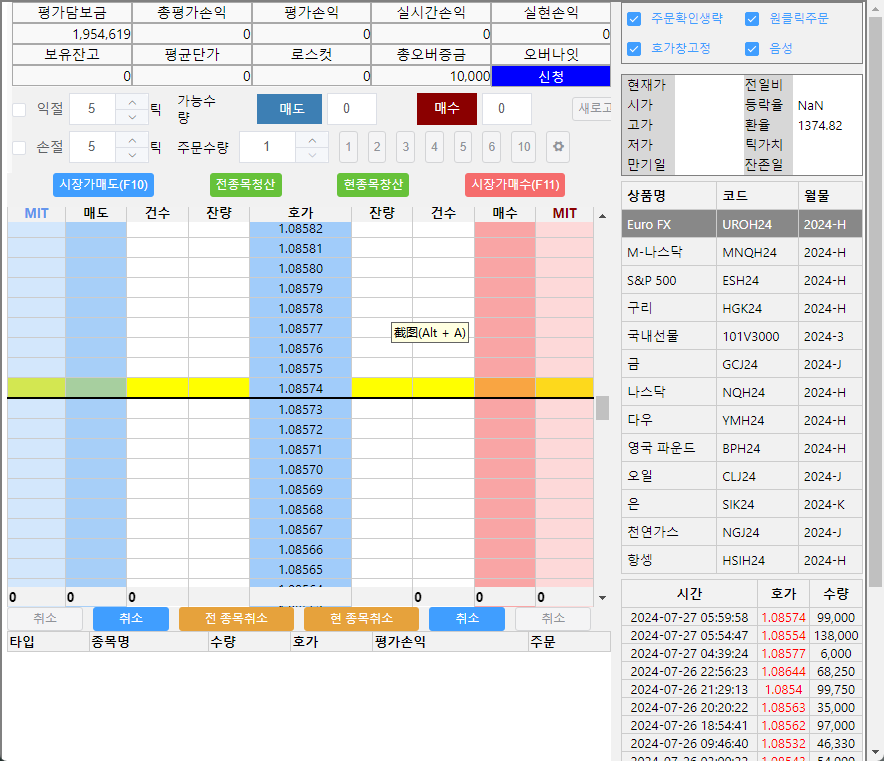 평가담보금 총평가손익 평가손익 실시간손익 실현손익
1,954,619 0 0 0 0
보유잔고 평균단가 로스컷 총오버증금 오버나잇
0 0 0 10,000 신청
익절 5 틱 가능수량 매도 0 매수 0 새로고
손절 5 틱 주문수량 1 1 2 3 4 5 6 10
시장가매도(F10) 전종목청산 현종목청산 시장가매수(F11)
MIT 매도 건수 잔량 호가 잔량 건수 매수 MIT
1.08582
1.08581
1.08580
1.08579
1.08578
1.08577
截图(Alt + A)
1.08576
1.08575
1.08574
1.08573
1.08572
1.08571
1.08570
1.08569
1.08568
1.08567
1.08566
1.08565
1.08564
0 0 0 0 0 0
취소 취소 전 종목취소 현 종목취소 취소 취소
타입 종목명 수량 호가 평가손익 주문
주문확인생략 원클릭주문
호가창고정 음성
현재가 전일비
시가 등락율 NaN
고가 환율 1374.82
저가 틱가치
만기일 잔존일
상품명 코드 월물
Euro FX UROH24 2024-H
M-나스닥 MNQH24 2024-H
S&P 500 ESH24 2024-H
구리 HGK24 2024-H
국내선물 101V3000 2024-3
금 GCJ24 2024-J
나스닥 NQH24 2024-H
다우 YMH24 2024-H
영국 파운드 BPH24 2024-H
오일 CLJ24 2024-J
은 SIK24 2024-K
천연가스 NGJ24 2024-J
항셍 HSIH24 2024-H
시간 호가 수량
2024-07-27 05:59:58 1.08574 99,000
2024-07-27 05:54:47 1.08554 138,000
2024-07-27 04:39:24 1.08577 6,000
2024-07-26 22:56:23 1.08644 68,250
2024-07-26 21:29:13 1.0854 99,750
2024-07-26 20:20:22 1.08563 35,000
2024-07-26 18:54:41 1.08562 97,000
2024-07-26 09:46:40 1.08532 46,330